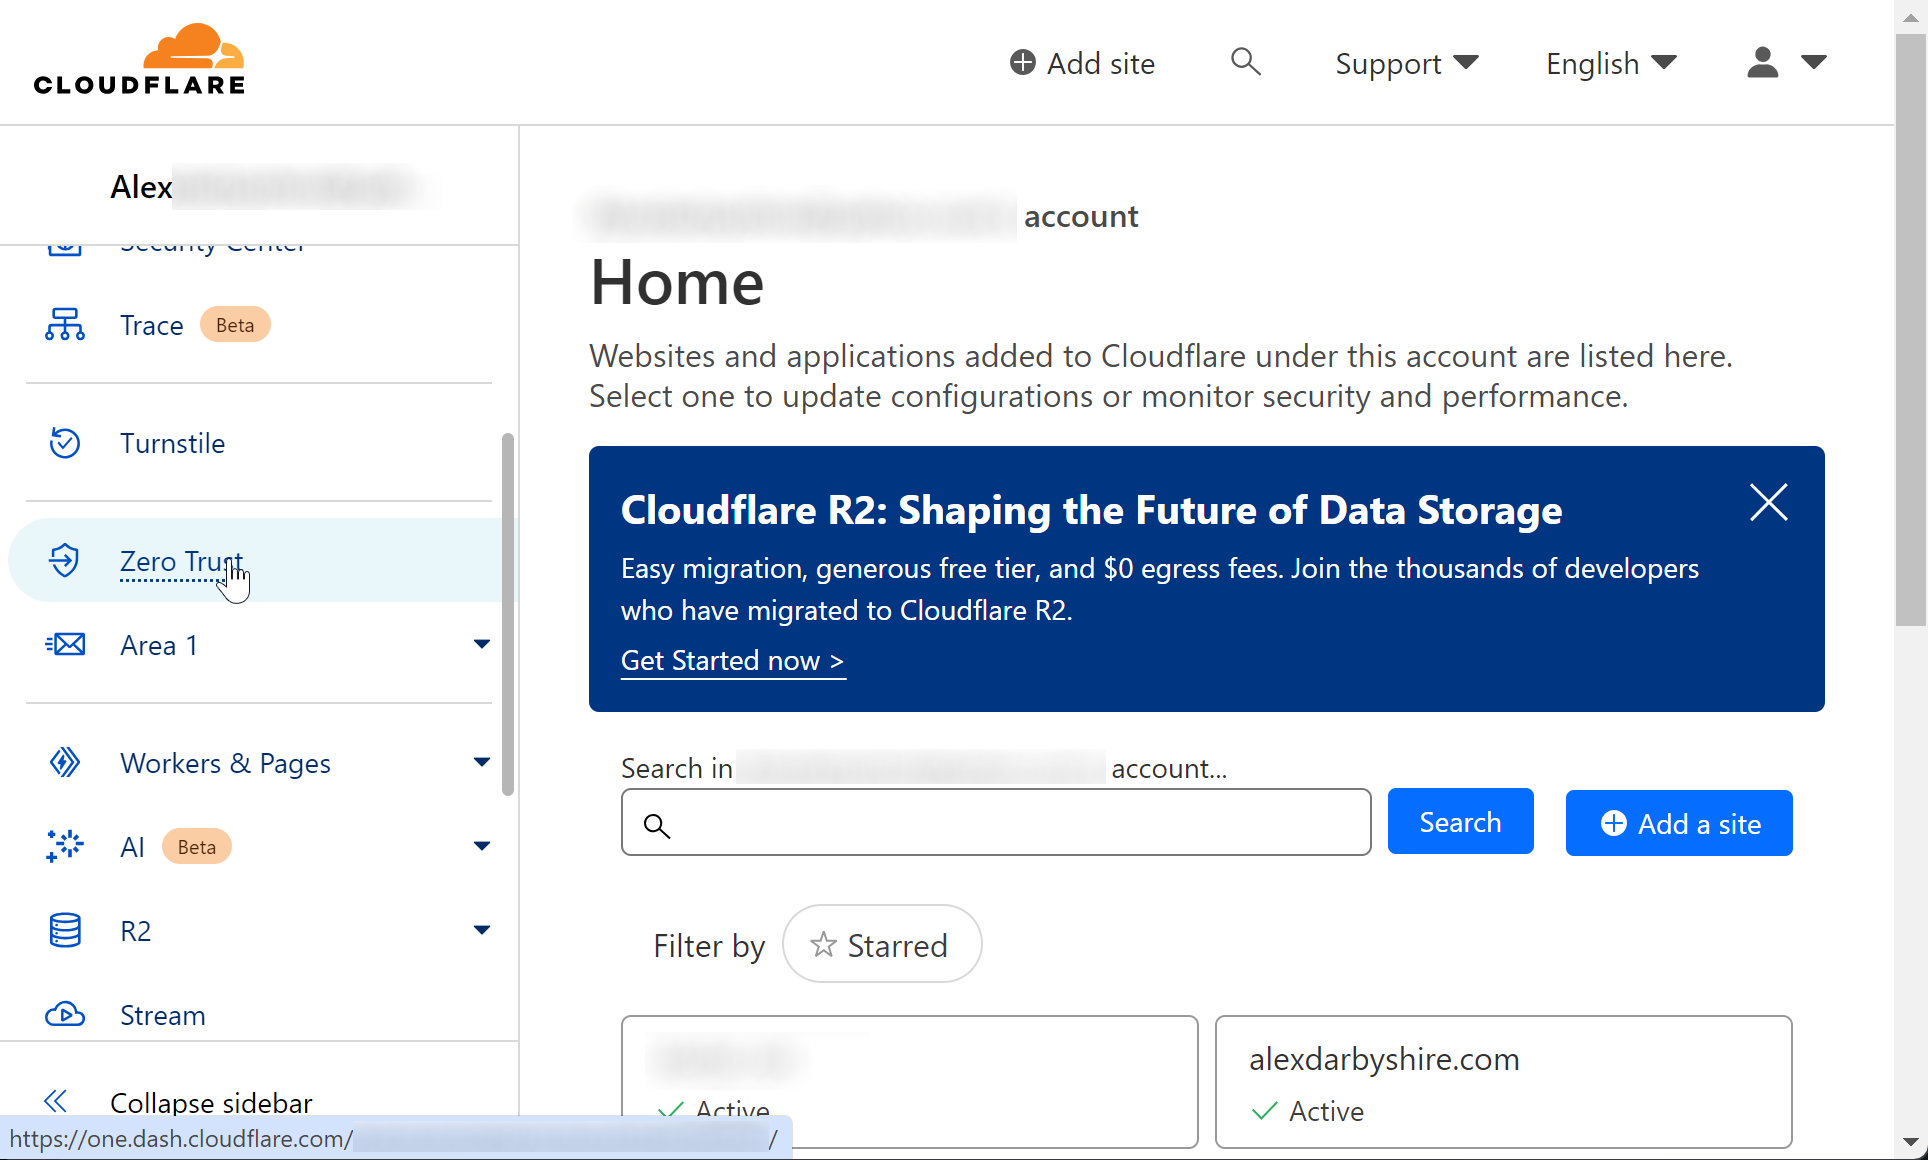 CLOUDFLARE
Add site
Support
English
Alex
Security Center
Trace Beta
Turnstile
Zero Trust
Area 1
Workers & Pages
AI Beta
R2
Stream
Collapse sidebar
account
Home
Websites and applications added to Cloudflare under this account are listed here.
Select one to update configurations or monitor security and performance.
Cloudflare R2: Shaping the Future of Data Storage
Easy migration, generous free tier, and $0 egress fees. Join the thousands of developers
who have migrated to Cloudflare R2.
Get Started now >
Search in account...
Search
Add a site
Filter by Starred
Active
alexdarbyshire.com
Active
https://one.dash.cloudflare.com/ /